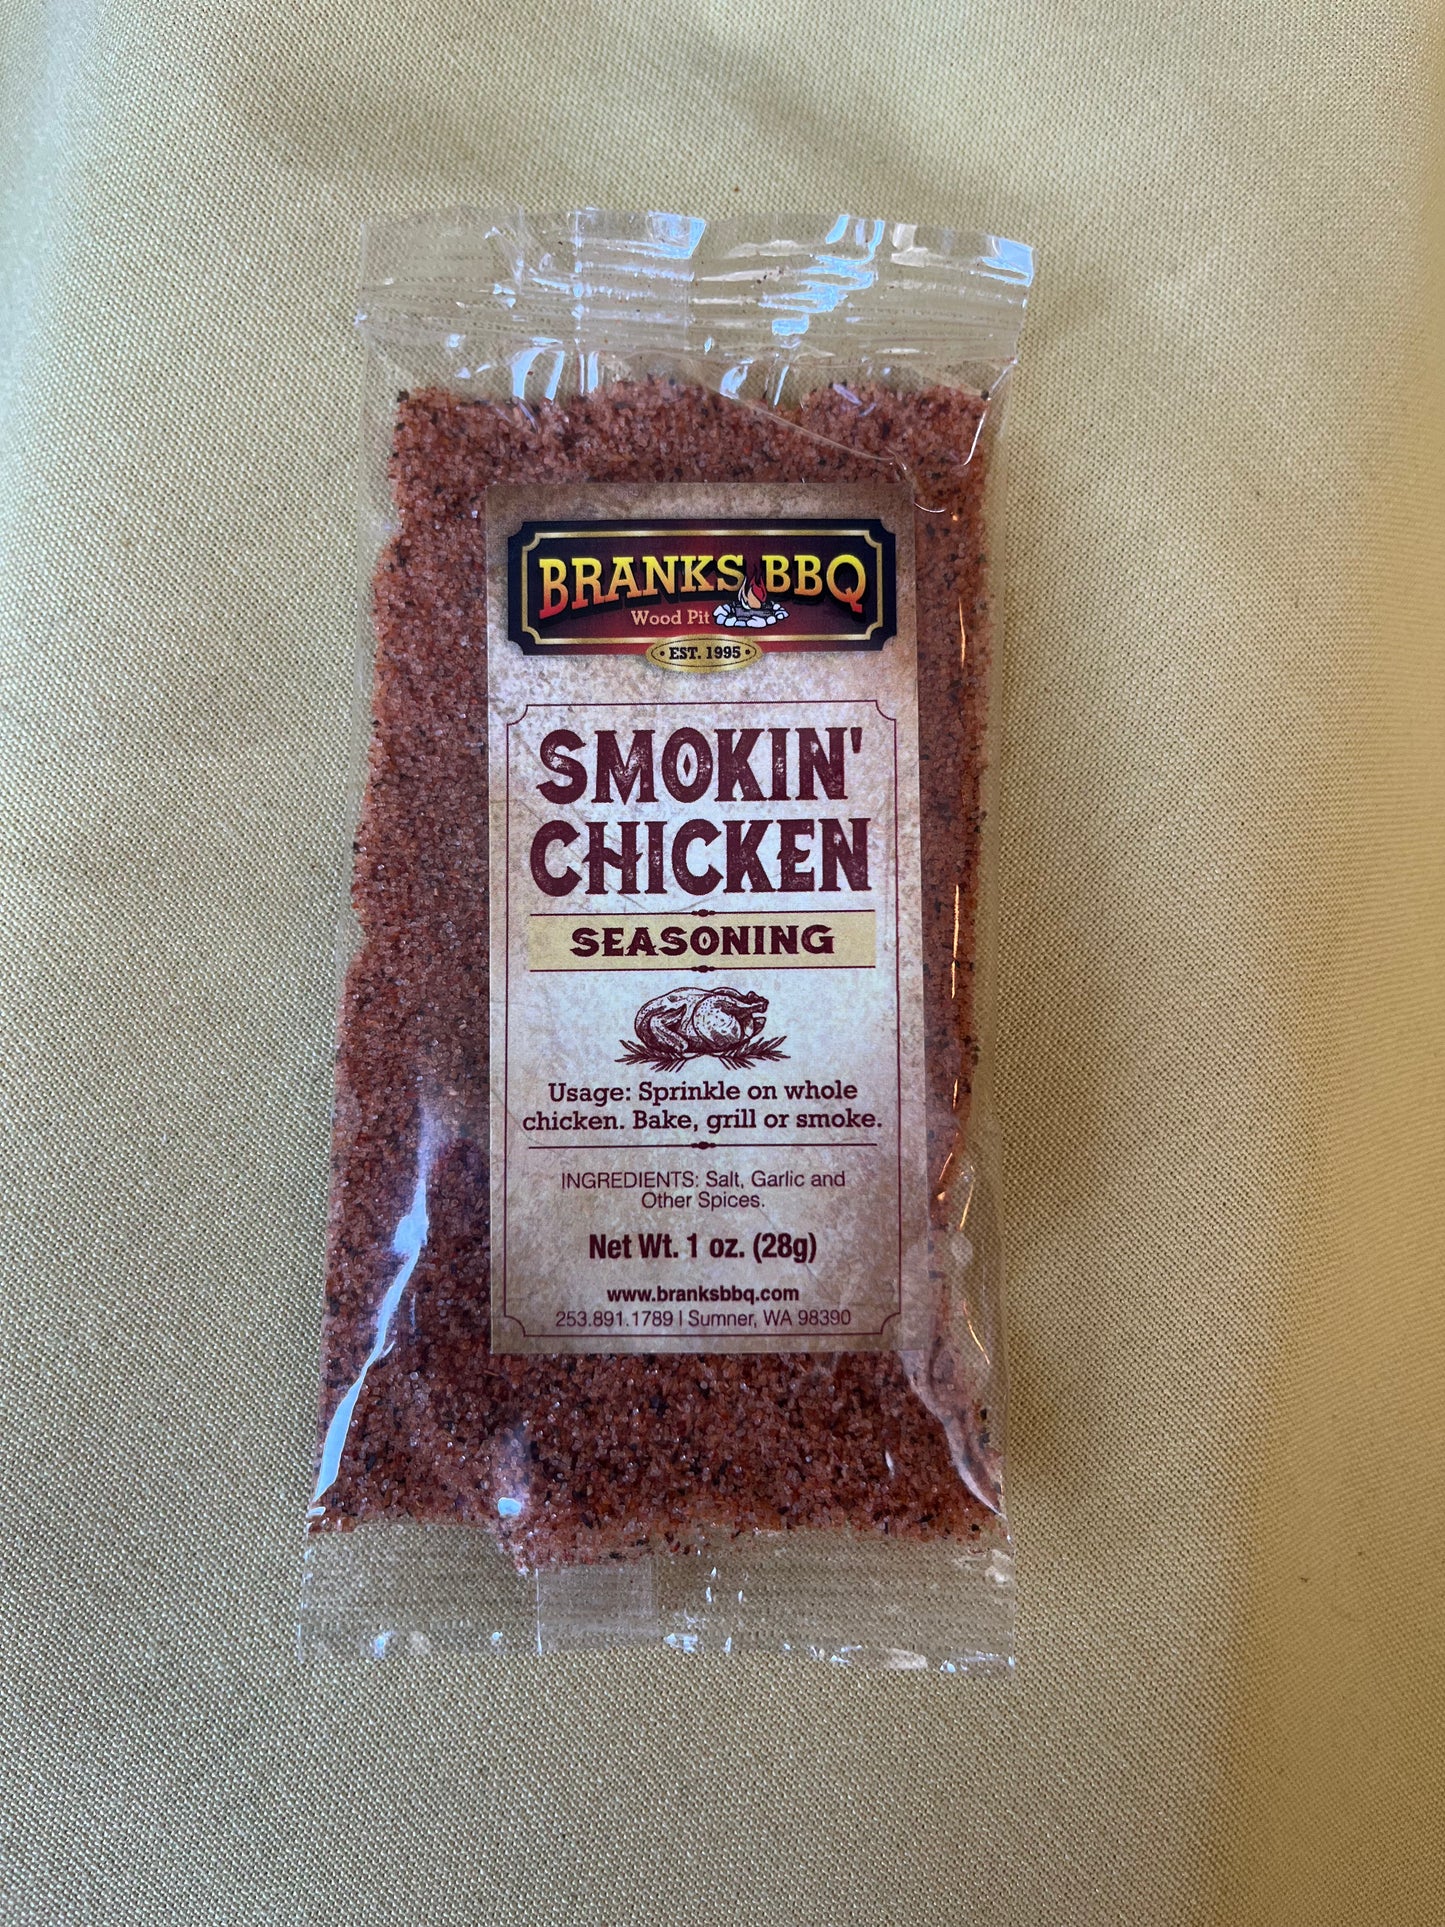 BRANKS BBQ
Wood Pit
• EST. 1995 •
SMOKIN'
CHICKEN
SEASONING
Usage: Sprinkle on whole
chicken. Bake, grill or smoke.
INGREDIENTS: Salt, Garlic and
Other Spices.
Net Wt. 1 oz. (28g)
www.branksbbq.com
253.891.1789 | Sumner, WA 98390